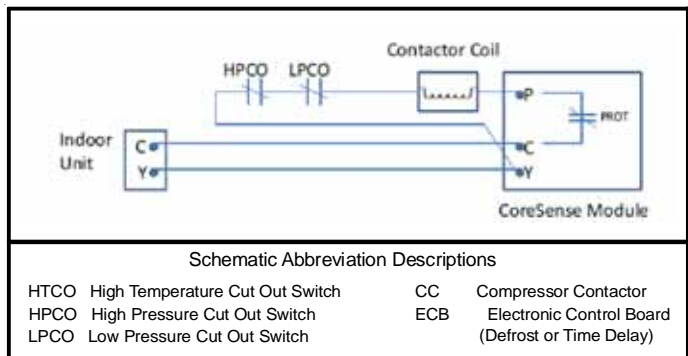 Contactor Coil
HPCO LPCO
P
PROT
Indoor
Unit
C
Y
C
Y
CoreSense Module
Schematic Abbreviation Descriptions
HTCO High Temperature Cut Out Switch
HPCO High Pressure Cut Out Switch
LPCO Low Pressure Cut Out Switch
CC Compressor Contactor
ECB Electronic Control Board
(Defrost or Time Delay)